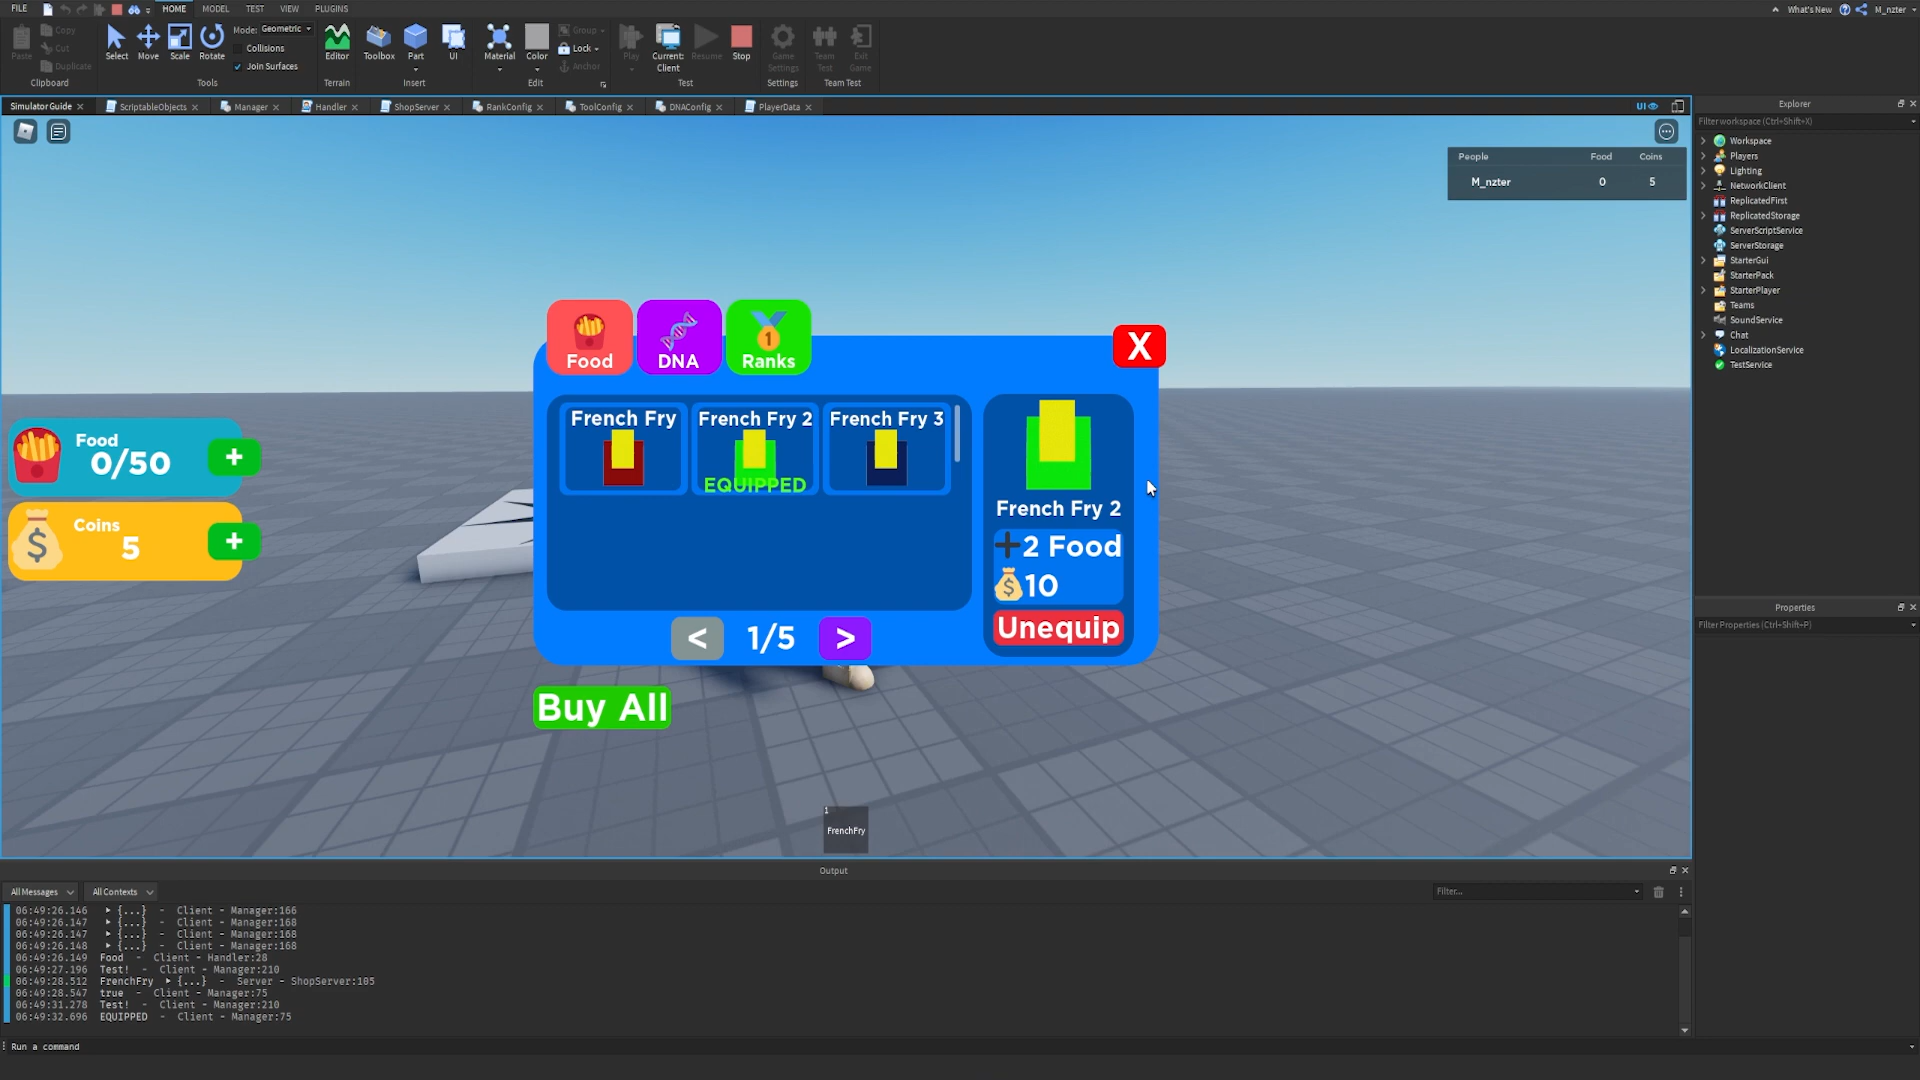 FILE HOME MODEL TEST VIEW PLUGINS What's New M_nzter
Paste Copy Cut Duplicate Clipboard
Select Move Scale Rotate Mode: Geometric Collisions Join Surfaces Tools
Editor Terrain
Toolbox Part UI Insert
Material Color Group Lock Anchor Edit
Play Current: Client Resume Stop Test
Game Settings Settings
Team Test Exit Game Team Test
SimulatorGuide ScriptableObjects Manager Handler ShopServer RankConfig ToolConfig DNAConfig PlayerData UI
People Food Coins
M_nzter 0 5
Food DNA Ranks X
1
French Fry French Fry 2 French Fry 3
EQUIPPED
French Fry 2
+2 Food
$10
Unequip
< 1/5 >
Buy All
Food
0/50 +
Coins
5 +
$
1
FrenchFry
Explorer
Filter workspace (Ctrl+Shift+X)
Workspace
Players
Lighting
NetworkClient
ReplicatedFirst
ReplicatedStorage
ServerScriptService
ServerStorage
StarterGui
StarterPack
StarterPlayer
Teams
SoundService
Chat
LocalizationService
TestService
Properties
Filter Properties (Ctrl+Shift+P)
Output
All Messages All Contexts Filter...
06:49:26.146 ▶ {...} - Client - Manager:166
06:49:26.147 ▶ {...} - Client - Manager:168
06:49:26.147 ▶ {...} - Client - Manager:168
06:49:26.148 ▶ {...} - Client - Manager:168
06:49:26.149 Food - Client - Handler:28
06:49:27.196 Test! - Client - Manager:210
06:49:28.512 FrenchFry ▶ {...} - Server - ShopServer:105
06:49:28.547 true - Client - Manager:75
06:49:31.278 Test! - Client - Manager:210
06:49:32.696 EQUIPPED - Client - Manager:75
Run a command